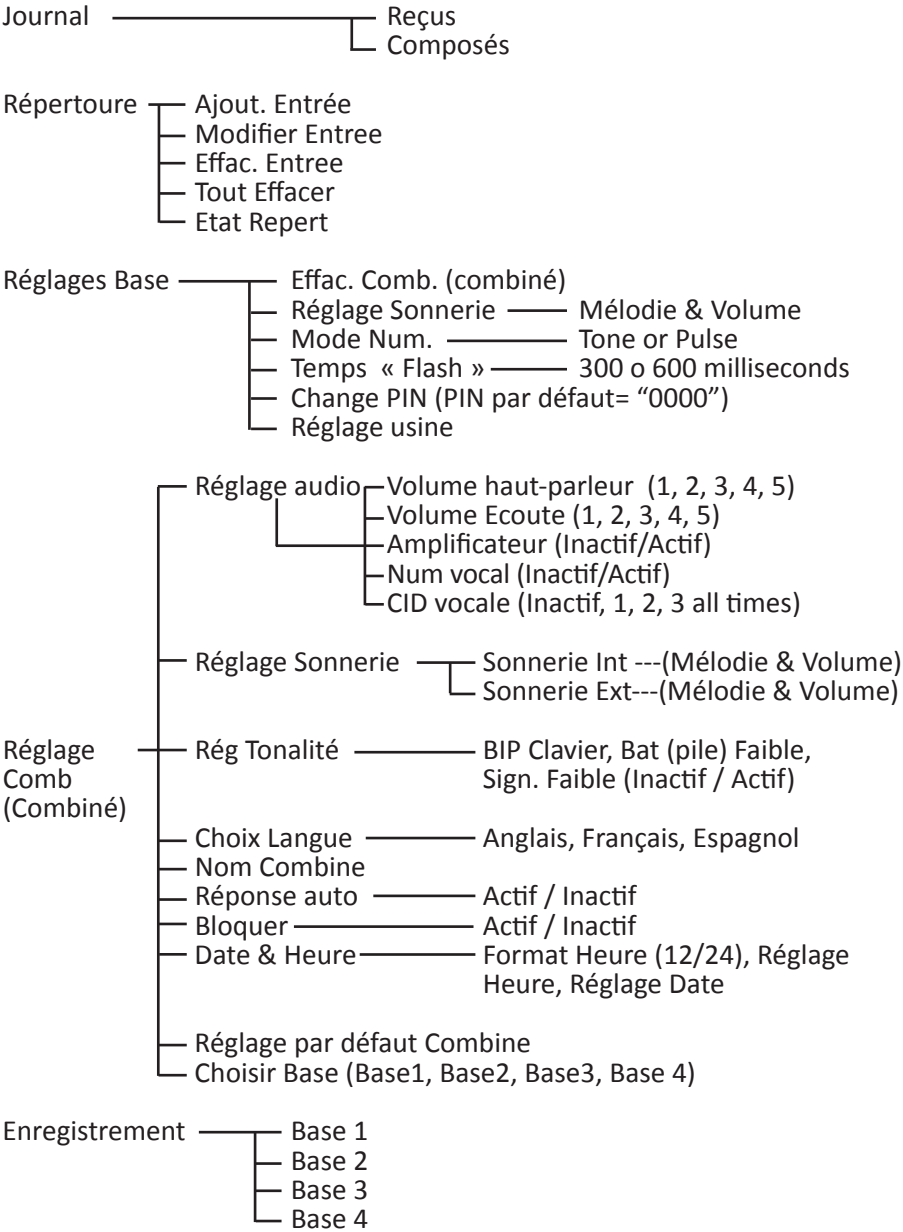 Journal Reçus
Composés
Répertoure Ajout. Entrée
Modifier Entree
Effac. Entree
Tout Effacer
Etat Repert
Réglages Base Effac. Comb. (combiné)
Réglage Sonnerie Mélodie & Volume
Mode Num. Tone or Pulse
Temps « Flash » 300 o 600 milliseconds
Change PIN (PIN par défaut= “0000”)
Réglage usine
Réglage audio Volume haut-parleur (1, 2, 3, 4, 5)
Volume Ecoute (1, 2, 3, 4, 5)
Amplificateur (Inactif/Actif)
Num vocal (Inactif/Actif)
CID vocale (Inactif, 1, 2, 3 all times)
Réglage Sonnerie Sonnerie Int ---(Mélodie & Volume)
Sonnerie Ext---(Mélodie & Volume)
Réglage Rég Tonalité BIP Clavier, Bat (pile) Faible,
Comb Sign. Faible (Inactif / Actif)
(Combiné)
Choix Langue Anglais, Français, Espagnol
Nom Combine
Réponse auto Actif / Inactif
Bloquer Actif / Inactif
Date & Heure Format Heure (12/24), Réglage
Heure, Réglage Date
Réglage par défaut Combine
Choisir Base (Base1, Base2, Base3, Base 4)
Enregistrement Base 1
Base 2
Base 3
Base 4